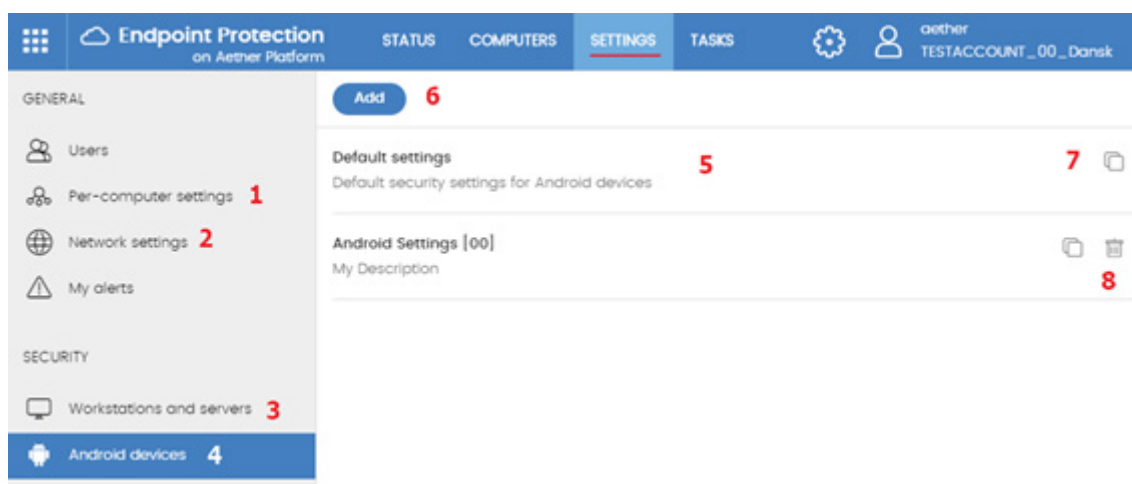 Endpoint Protection
on Aether Platform
STATUS COMPUTERS SETTINGS TASKS
aether
TESTACCOUNT_00_Dansk
GENERAL
Users
Per-computer settings 1
Network settings 2
My alerts
SECURITY
Workstations and servers 3
Android devices 4
Add 6
Default settings
Default security settings for Android devices
5
7
Android Settings [00]
My Description
8